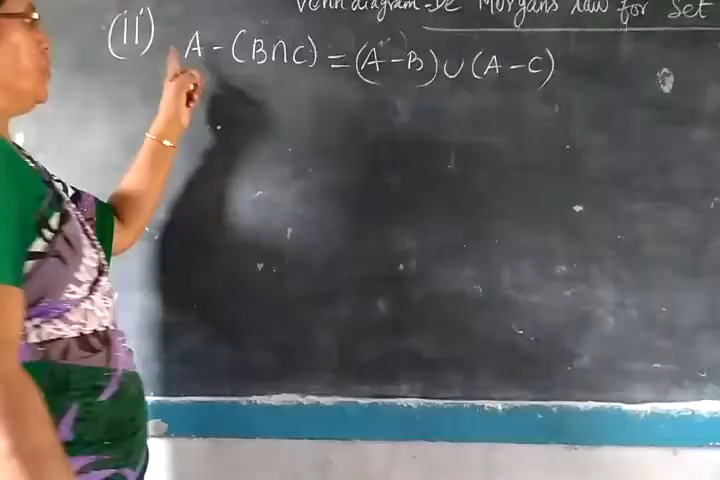 Venn diagram-De Morgans law for Set
(ii) A - (B∩C) = (A-B) ∪ (A-C)